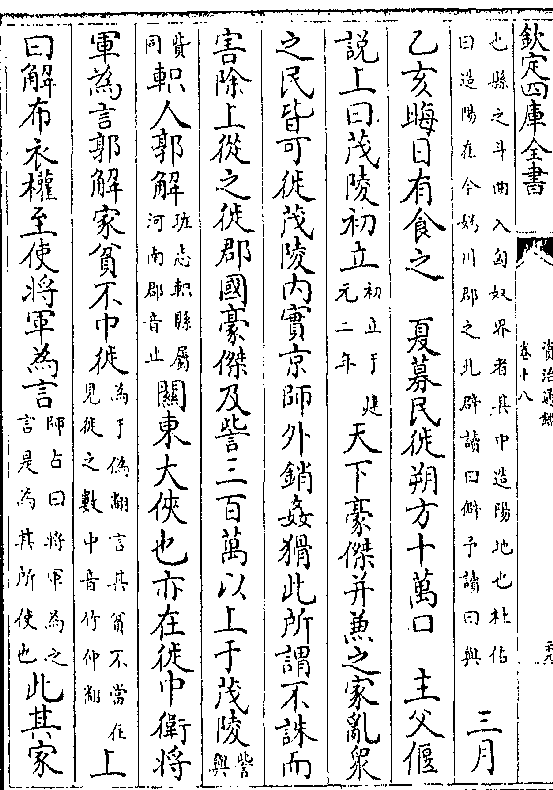 欽定四庫全書
資治通鑑
卷十八
也縣之斗曲入匈奴界者其中造陽地也杜佑
曰造陽在今媯川郡之北辟讀曰僻予讀曰與
三月
乙亥晦日有食之　夏募民徙朔方十萬口　主父偃
説上曰茂陵初立初立于建元二年天下豪傑并兼之家亂衆
之民皆可徙茂陵内實京師外銷姦猾此所謂不誅而
害除上從之徙郡國豪傑及訾三百萬以上于茂陵訾與
貲同軹人郭解班志軹縣屬河南郡音止關東大俠也亦在徙中衛將
軍為言郭解家貧不中徙為于偽翻言其貧不當在見徙之數中音竹仲翻上
曰解布衣權至使將軍為言師古曰將軍為之言是為其所使也此其家